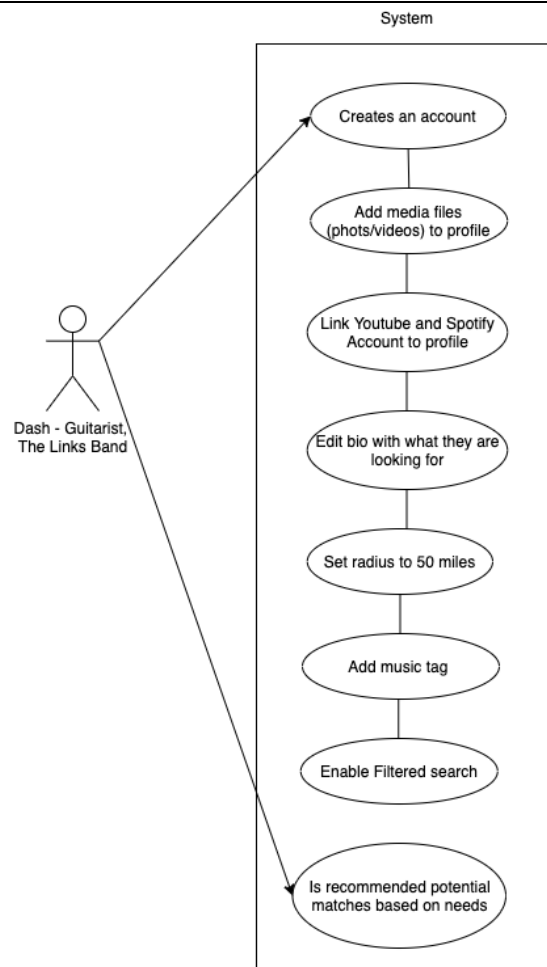 System
Creates an account
Add media files
(phots/videos) to profile
Link Youtube and Spotify
Account to profile
Dash - Guitarist,
The Links Band
Edit bio with what they are
looking for
Set radius to 50 miles
Add music tag
Enable Filtered search
Is recommended potential
matches based on needs